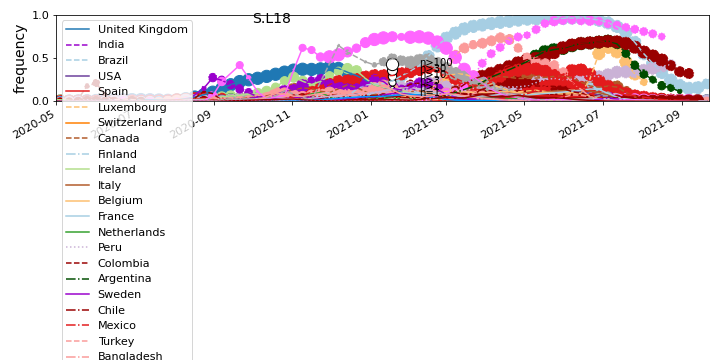 S.L18
frequency
1.0
0.5
0.0
2020-05
2020-09
2020-11
2021-01
2021-03
2021-05
2021-07
2021-09
United Kingdom
India
Brazil
USA
Spain
Luxembourg
Switzerland
Canada
Finland
Ireland
Italy
Belgium
France
Netherlands
Peru
Colombia
Argentina
Sweden
Chile
Mexico
Turkey
Bangladesh
n>100